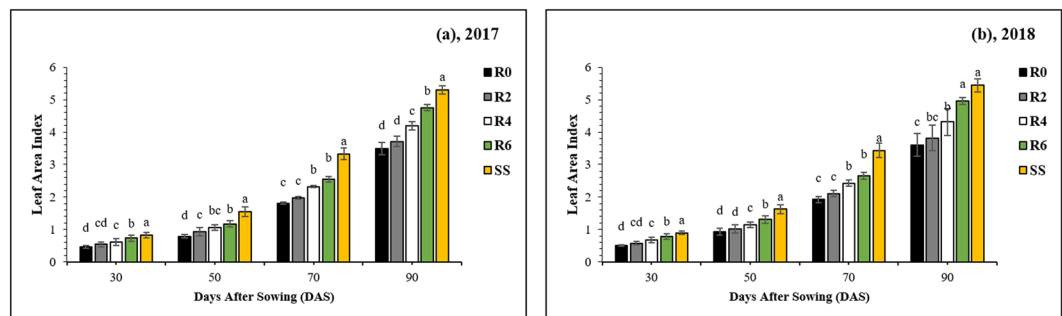 (a), 2017
Leaf Area Index
6
5
4
3
2
1
0
d cd c b a
d c bc b a
c c b b a
d d c b a
30 50 70 90
Days After Sowing (DAS)
R0
R2
R4
R6
SS
(b), 2018
Leaf Area Index
6
5
4
3
2
1
0
d cd c b a
d d c b a
c c b b a
c bc b a a
30 50 70 90
Days After Sowing (DAS)
R0
R2
R4
R6
SS